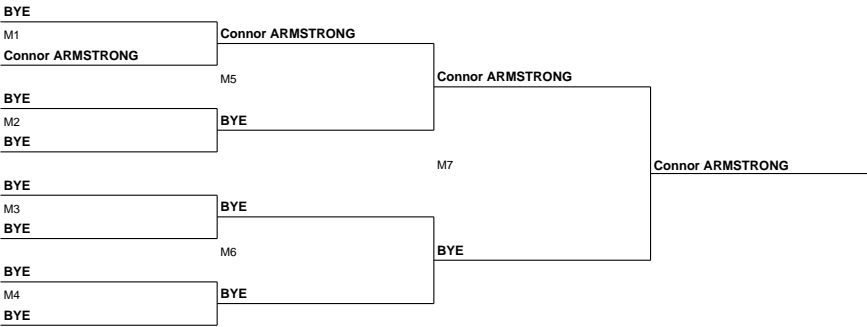 BYE
M1
Connor ARMSTRONG
Connor ARMSTRONG
M5
BYE
M2
BYE
BYE
Connor ARMSTRONG
M7
Connor ARMSTRONG
BYE
M3
BYE
BYE
M6
BYE
M4
BYE
BYE
BYE